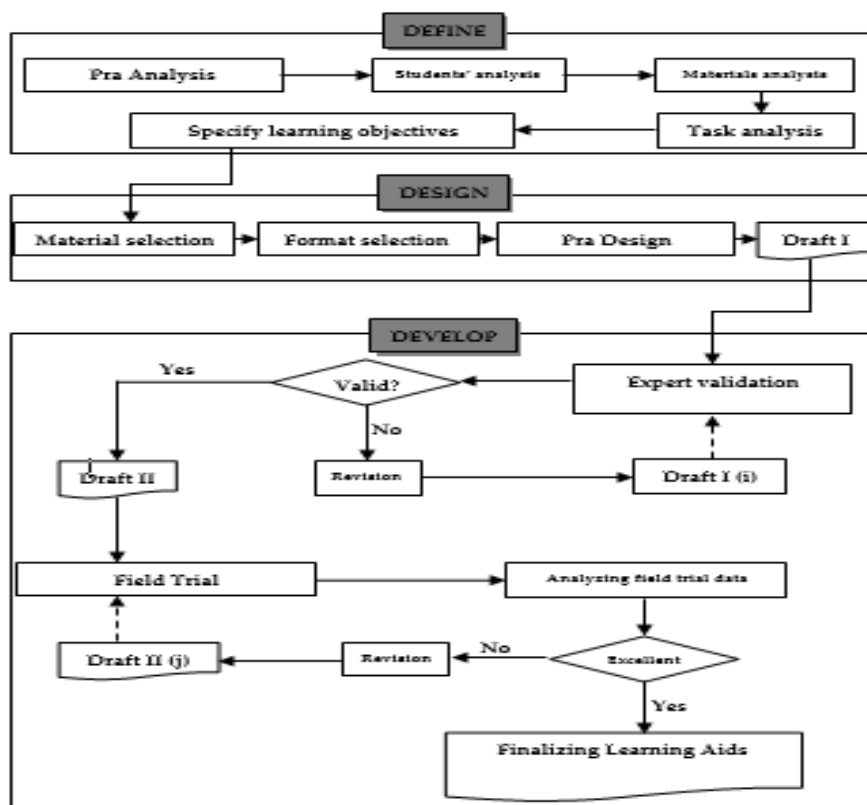 DEFINE
Pra Analysis
Students' analysis
Materials analysis
Specify learning objectives
Task analysis
DESIGN
Material selection
Format selection
Pra Design
Draft I
DEVELOP
Yes
Valid?
Expert validation
No
Draft II
Revision
Draft I (i)
Field Trial
Analyzing field trial data
Draft II (j)
Revision
No
Excellent
Yes
Finalizing Learning Aids